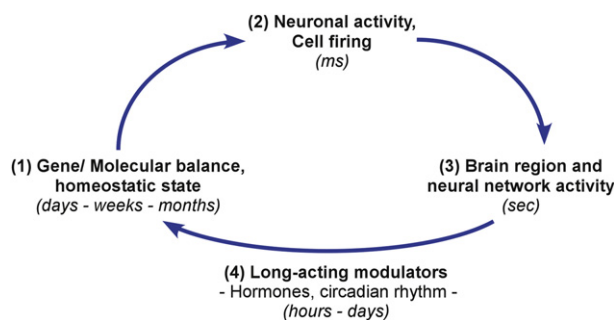 (2) Neuronal activity,
Cell firing
(ms)
(1) Gene/ Molecular balance,
homeostatic state
(days - weeks - months)
(3) Brain region and
neural network activity
(sec)
(4) Long-acting modulators
- Hormones, circadian rhythm -
(hours - days)